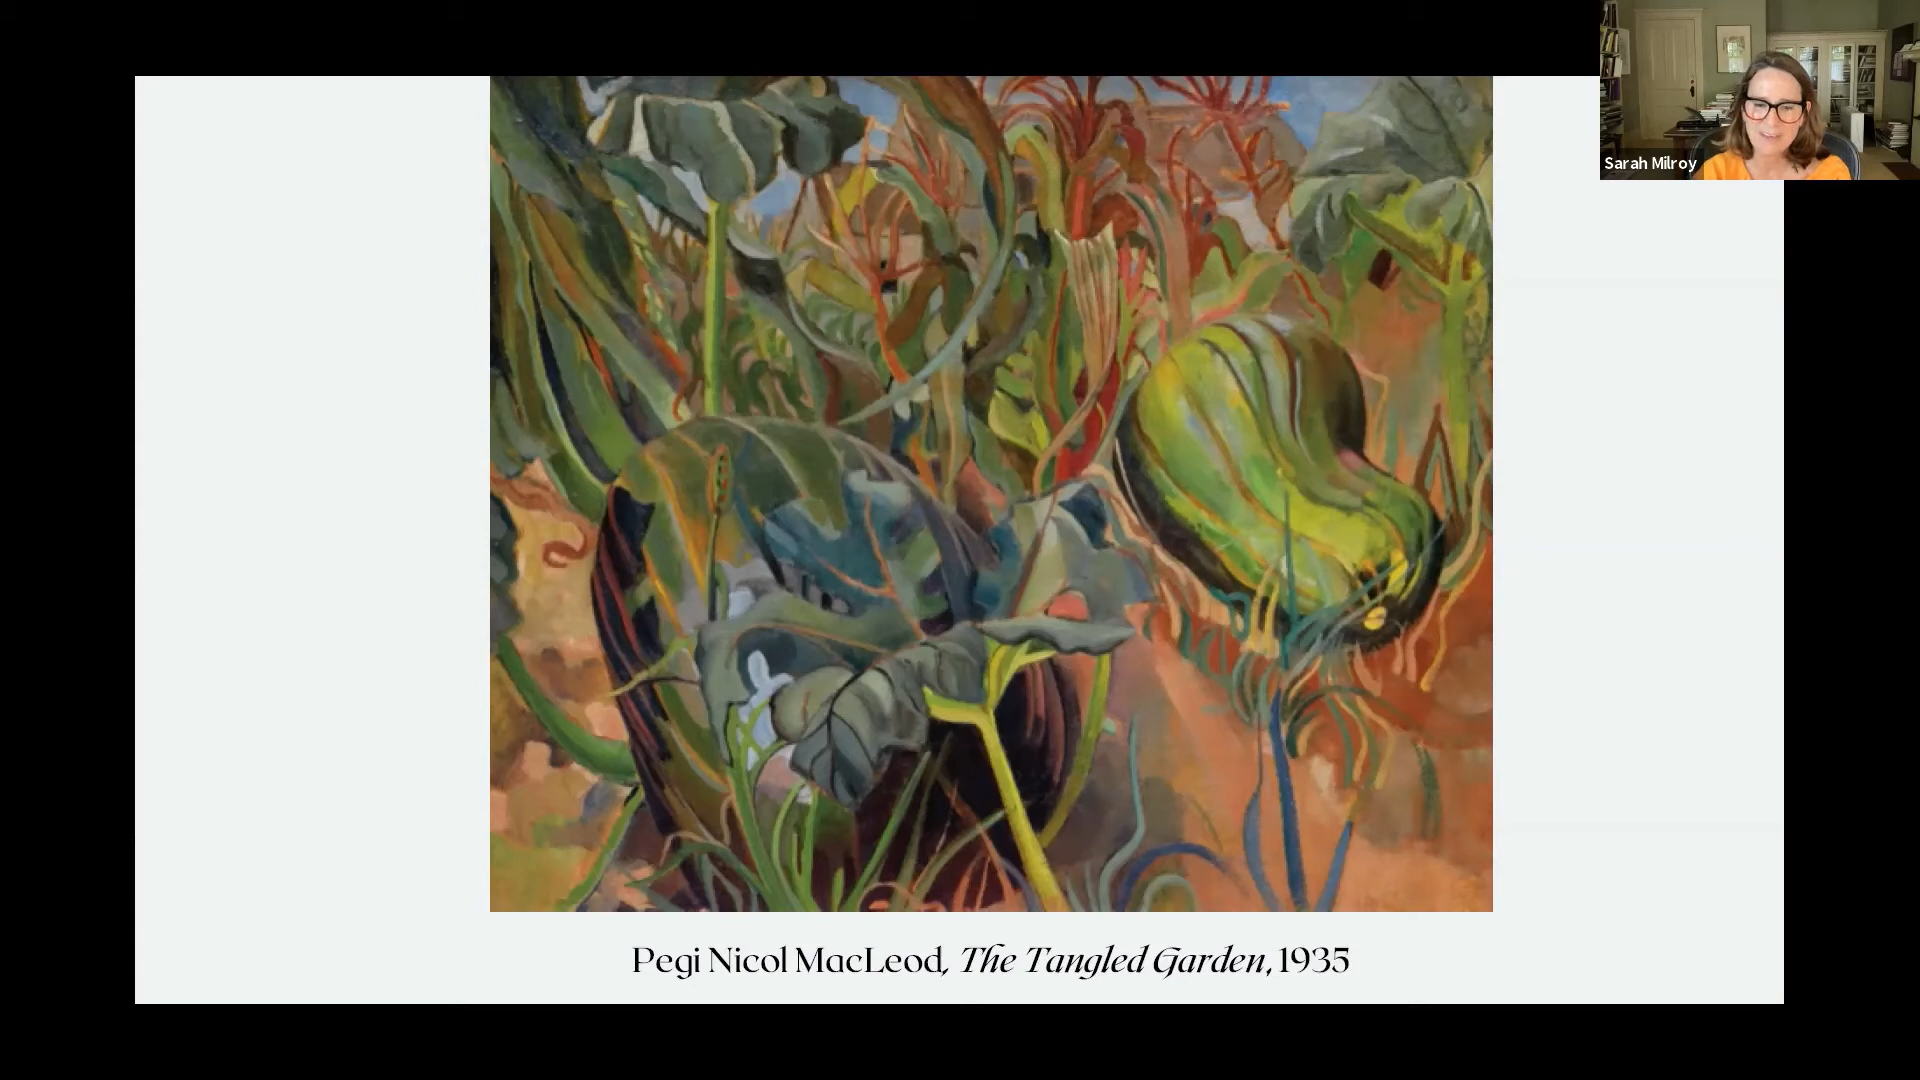 Sarah Milroy
Pegi Nicol MacLeod, The Tangled Garden, 1935